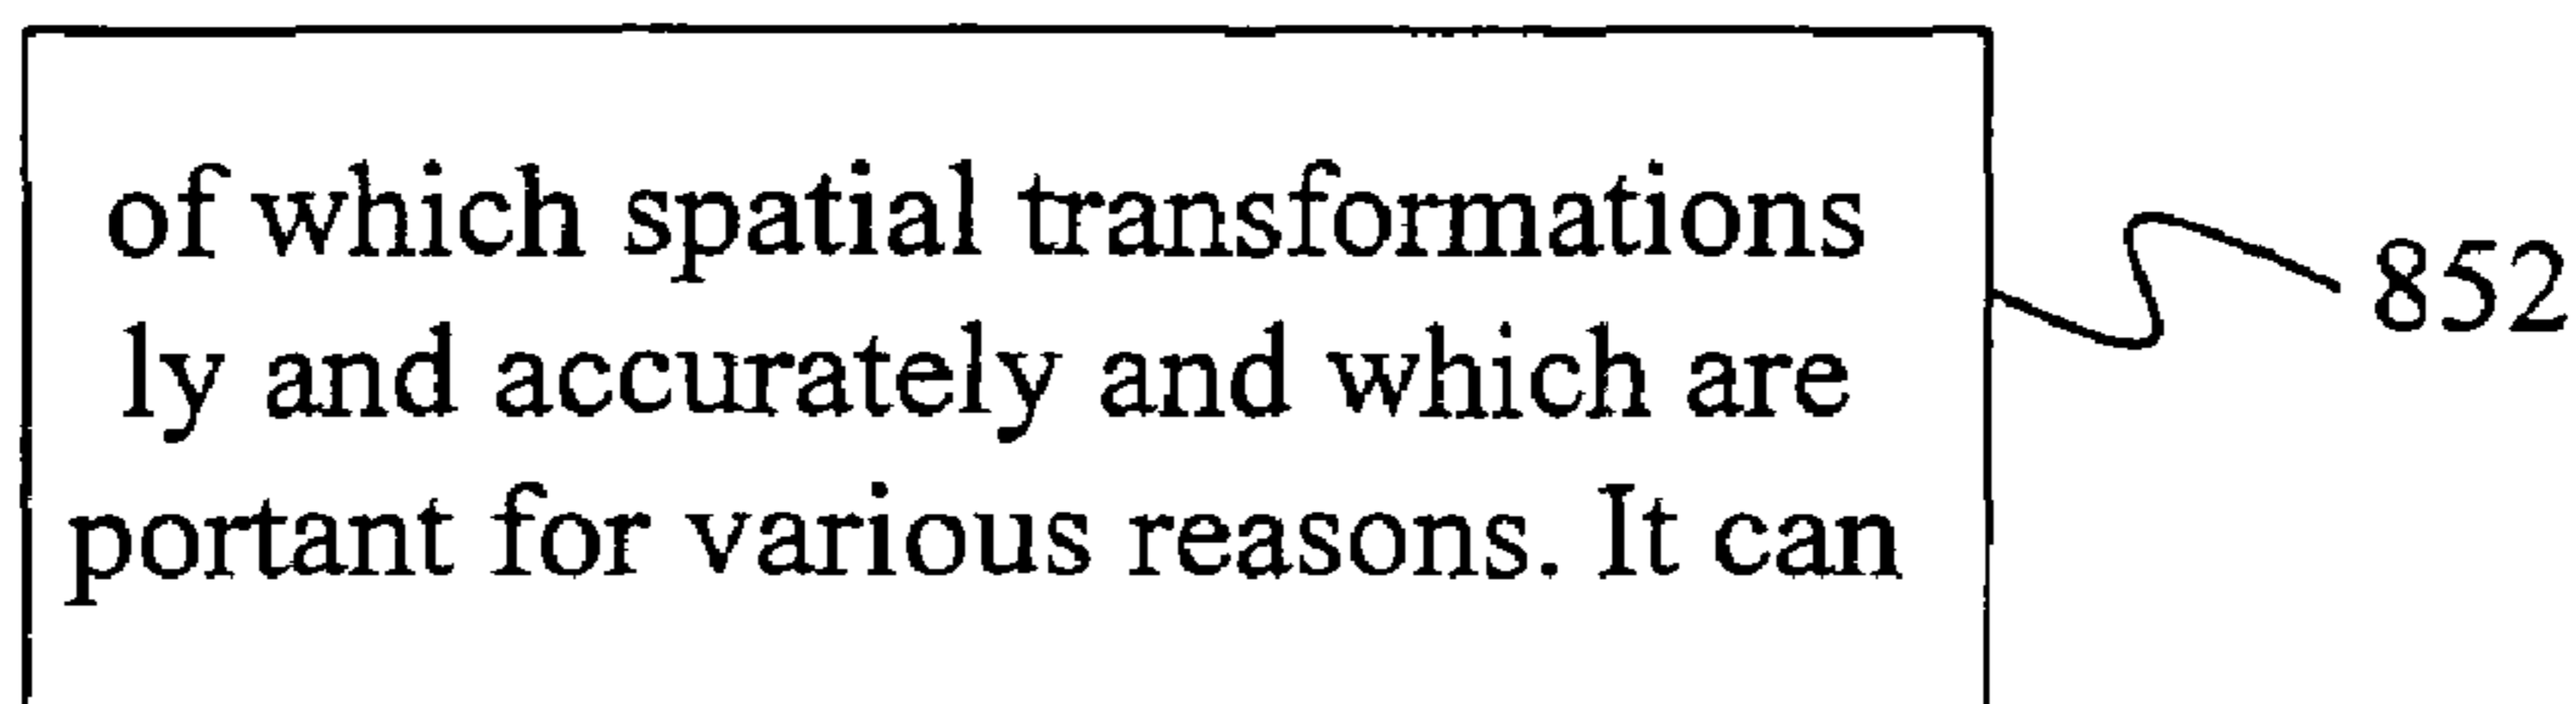 of which spatial transformations
ly and accurately and which are
portant for various reasons. It can
852